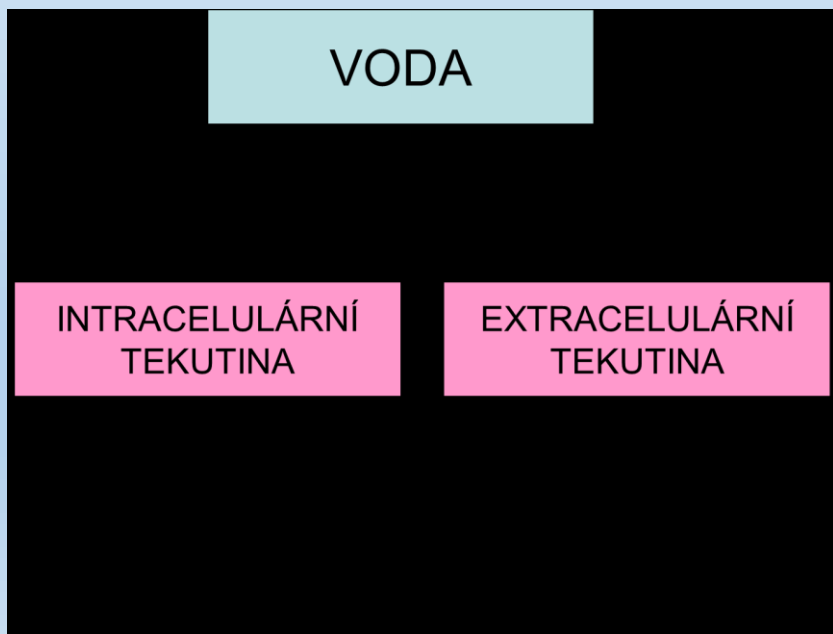 VODA
INTRACELULÁRNÍ
TEKUTINA
EXTRACELULÁRNÍ
TEKUTINA